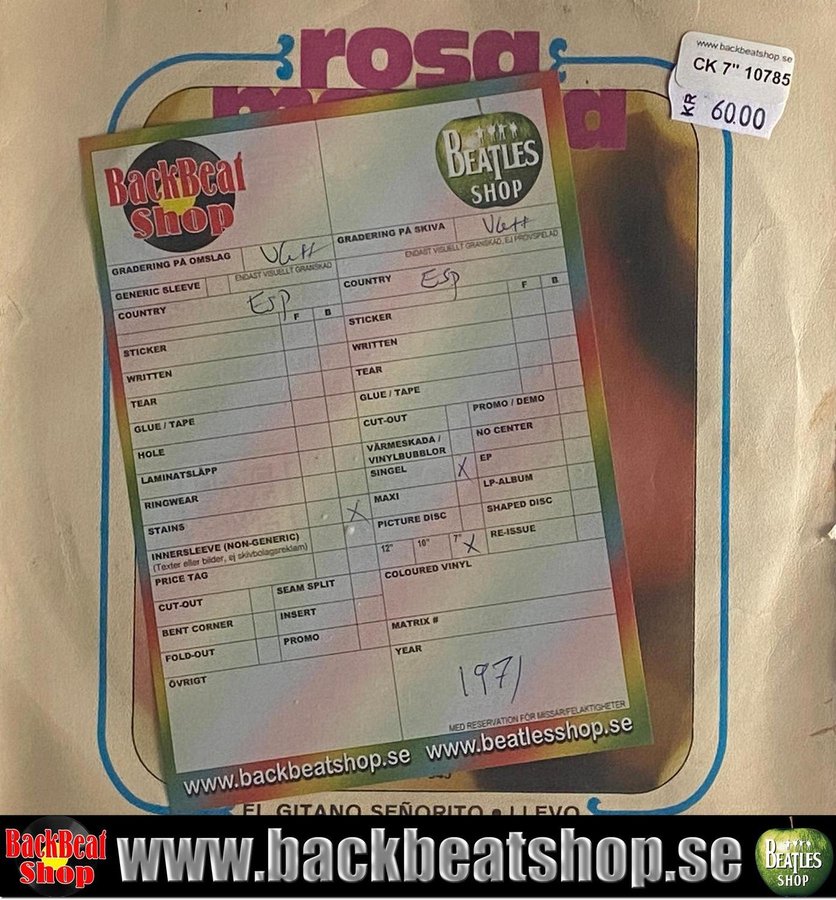 rosa
www.backbeatshop.se
CK 7" 10785
KR 60.00
BackBeat
Shop
BEATLES
SHOP
GRADERING PÅ OMSLAG VG++
ENDAST VISUELLT GRANSKAD
GRADERING PÅ SKIVA VG++
ENDAST VISUELLT GRANSKAD, EJ PROVSPELAD
GENERIC SLEEVE
COUNTRY Esp
F B
STICKER
WRITTEN
TEAR
GLUE / TAPE
HOLE
LAMINATSLÄPP
RINGWEAR
STAINS
INNERSLEEVE (NON-GENERIC) X
(Texter eller bilder, ej skivbolagsreklam)
PRICE TAG
CUT-OUT
BENT CORNER
FOLD-OUT
SEAM SPLIT
INSERT
PROMO
ÖVRIGT
COUNTRY Esp
F B
STICKER
WRITTEN
TEAR
GLUE / TAPE
CUT-OUT
PROMO / DEMO
VÄRMESKADA /
VINYLBUBBLOR
NO CENTER
SINGEL X
EP
MAXI
LP-ALBUM
PICTURE DISC
SHAPED DISC
12" 10" 7" X
RE-ISSUE
COLOURED VINYL
MATRIX #
YEAR
1971
MED RESERVATION FÖR MISSAR/FELAKTIGHETER
www.backbeatshop.se www.beatlesshop.se
EL GITANO SEÑORITO • LLEVO
BackBeat
Shop
www.backbeatshop.se
BEATLES
SHOP